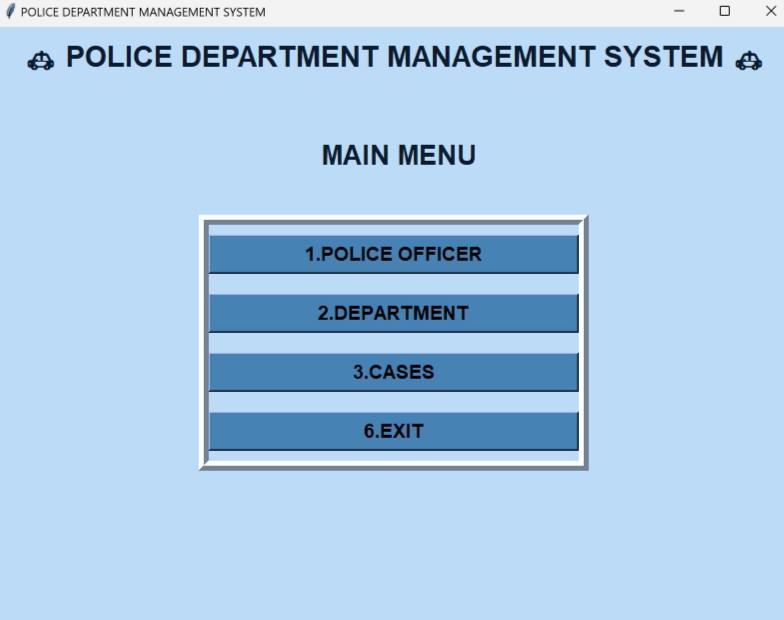 POLICE DEPARTMENT MANAGEMENT SYSTEM
POLICE DEPARTMENT MANAGEMENT SYSTEM
MAIN MENU
1.POLICE OFFICER
2.DEPARTMENT
3.CASES
6.EXIT